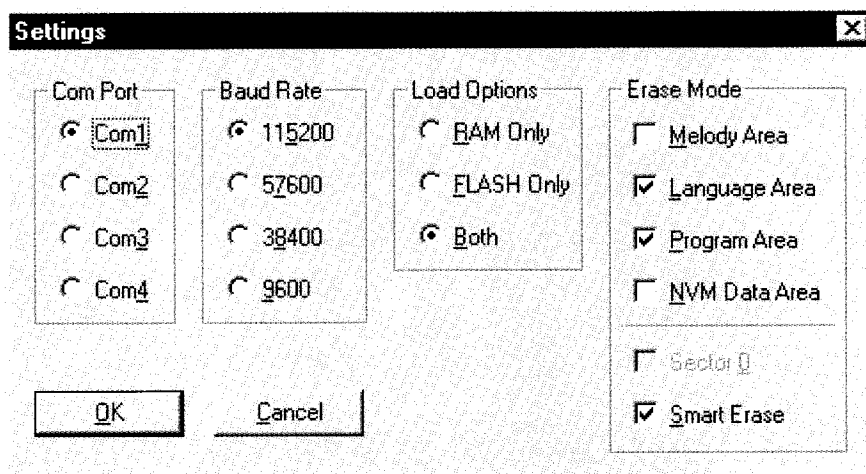 Settings
Com Port
Com1
Com2
Com3
Com4
Baud Rate
115200
57600
38400
9600
Load Options
RAM Only
FLASH Only
Both
Erase Mode
Melody Area
Language Area
Program Area
NVM Data Area
Sector 0
Smart Erase
OK
Cancel